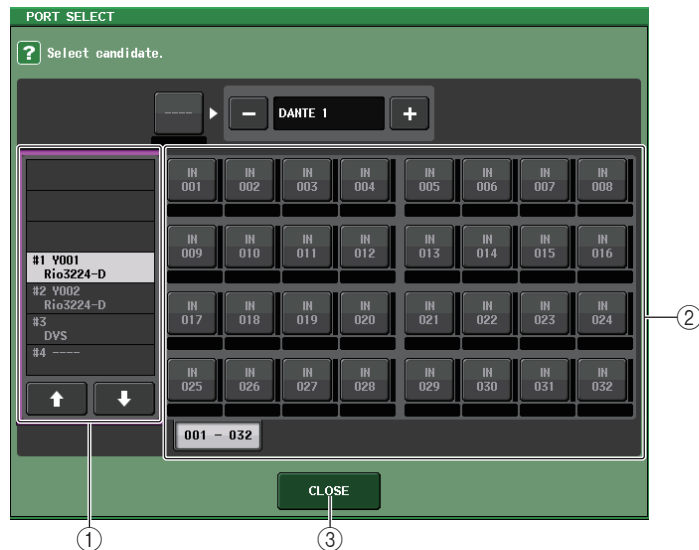 PORT SELECT
? Select candidate.
---- − DANTE 1 +
#1 Y001
Rio3224-D
#2 Y002
Rio3224-D
#3
DVS
#4 ----
IN 001 IN 002 IN 003 IN 004 IN 005 IN 006 IN 007 IN 008
IN 009 IN 010 IN 011 IN 012 IN 013 IN 014 IN 015 IN 016
IN 017 IN 018 IN 019 IN 020 IN 021 IN 022 IN 023 IN 024
IN 025 IN 026 IN 027 IN 028 IN 029 IN 030 IN 031 IN 032
001 - 032
CLOSE
①
②
③